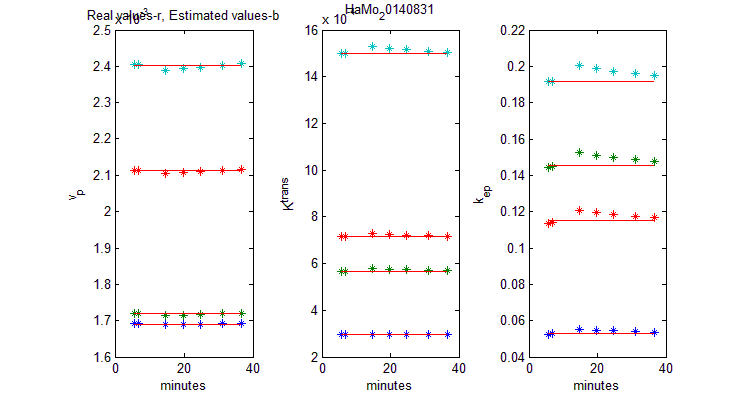 Real values-r, Estimated values-b
x 10
-3
2.5
2.4
2.3
2.2
2.1
2
1.9
1.8
1.7
1.6
v_p
0 20 40
minutes
HaMo₂0140831
x 10
16
14
12
10
8
6
4
2
K^trans
0 20 40
minutes
0.22
0.2
0.18
0.16
0.14
0.12
0.1
0.08
0.06
0.04
k_ep
0 20 40
minutes